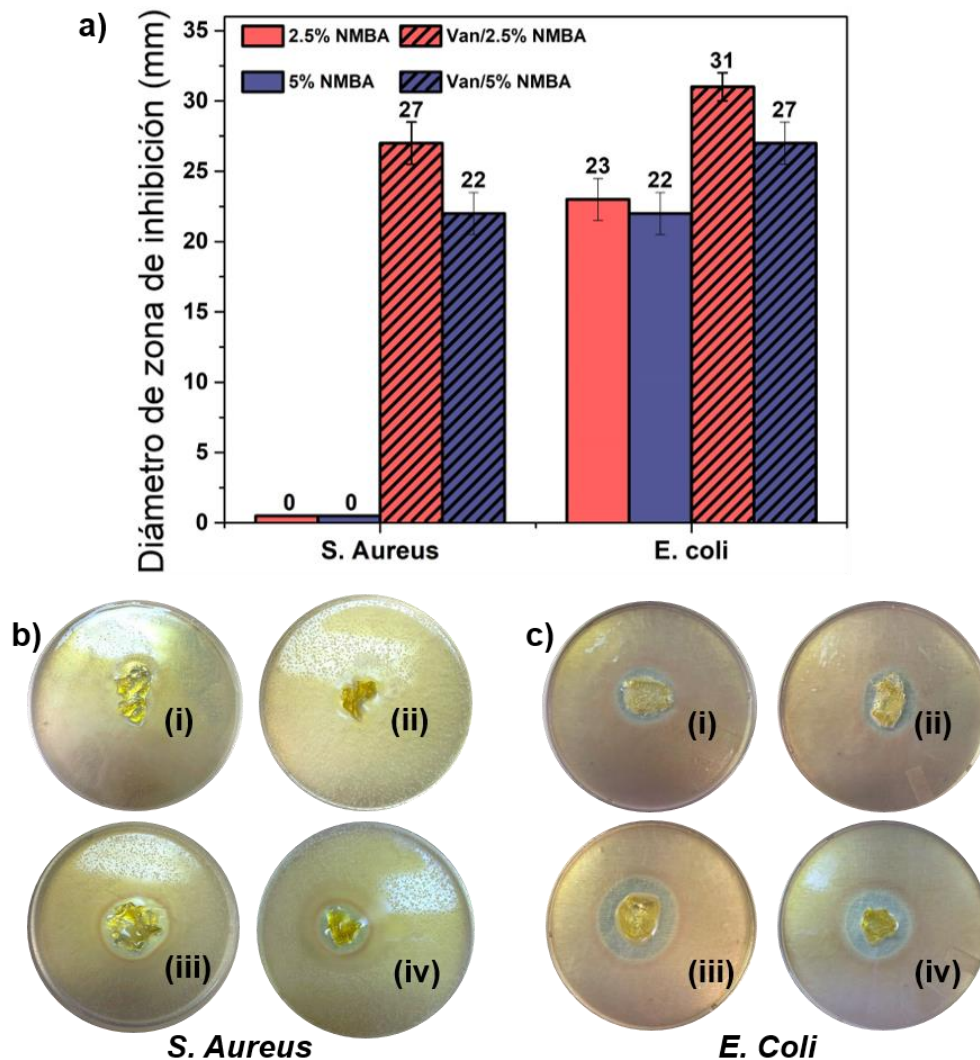 a)
Diámetro de zona de inhibición (mm)
35
30
25
20
15
10
5
0
2.5% NMBA Van/2.5% NMBA
5% NMBA Van/5% NMBA
0 0 27 22 23 22 31 27
S. Aureus E. coli
b) c)
(i) (ii) (i) (ii)
(iii) (iv) (iii) (iv)
S. Aureus E. Coli